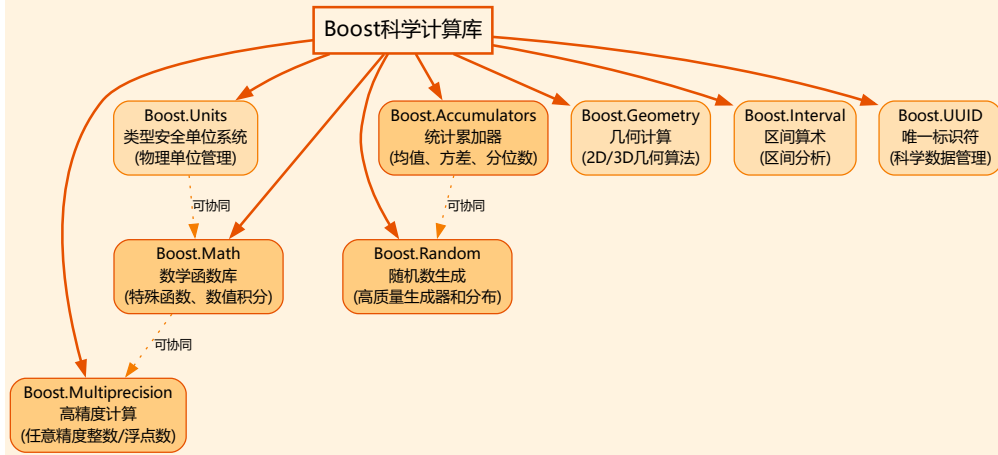 Boost科学计算库
Boost.Units
类型安全单位系统
(物理单位管理)
Boost.Accumulators
统计累加器
(均值、方差、分位数)
Boost.Geometry
几何计算
(2D/3D几何算法)
Boost.Interval
区间算术
(区间分析)
Boost.UUID
唯一标识符
(科学数据管理)
可协同
可协同
Boost.Math
数学函数库
(特殊函数、数值积分)
Boost.Random
随机数生成
(高质量生成器和分布)
可协同
Boost.Multiprecision
高精度计算
(任意精度整数/浮点数)